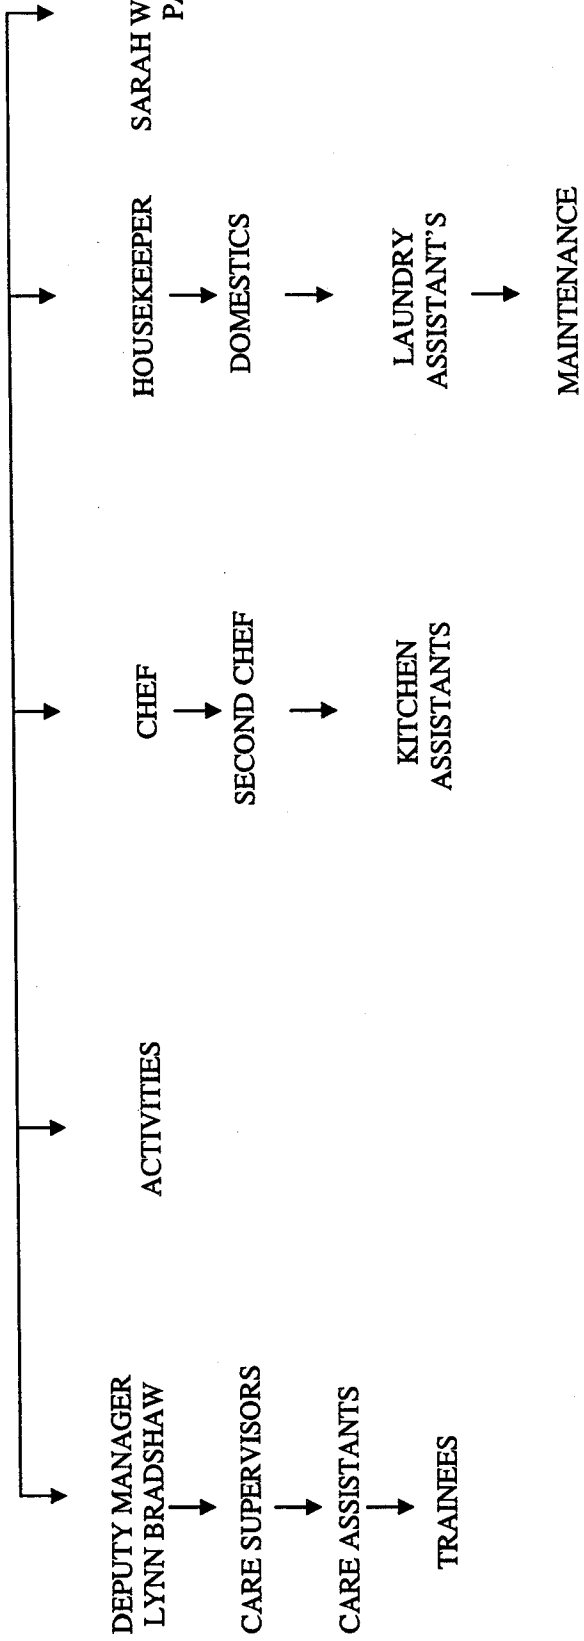 DEPUTY MANAGER
LYNN BRADSHAW
CARE SUPERVISORS
CARE ASSISTANTS
TRAINEES
ACTIVITIES
CHEF
SECOND CHEF
KITCHEN
ASSISTANTS
HOUSEKEEPER
DOMESTICS
LAUNDRY
ASSISTANT'S
MAINTENANCE
SARAH W